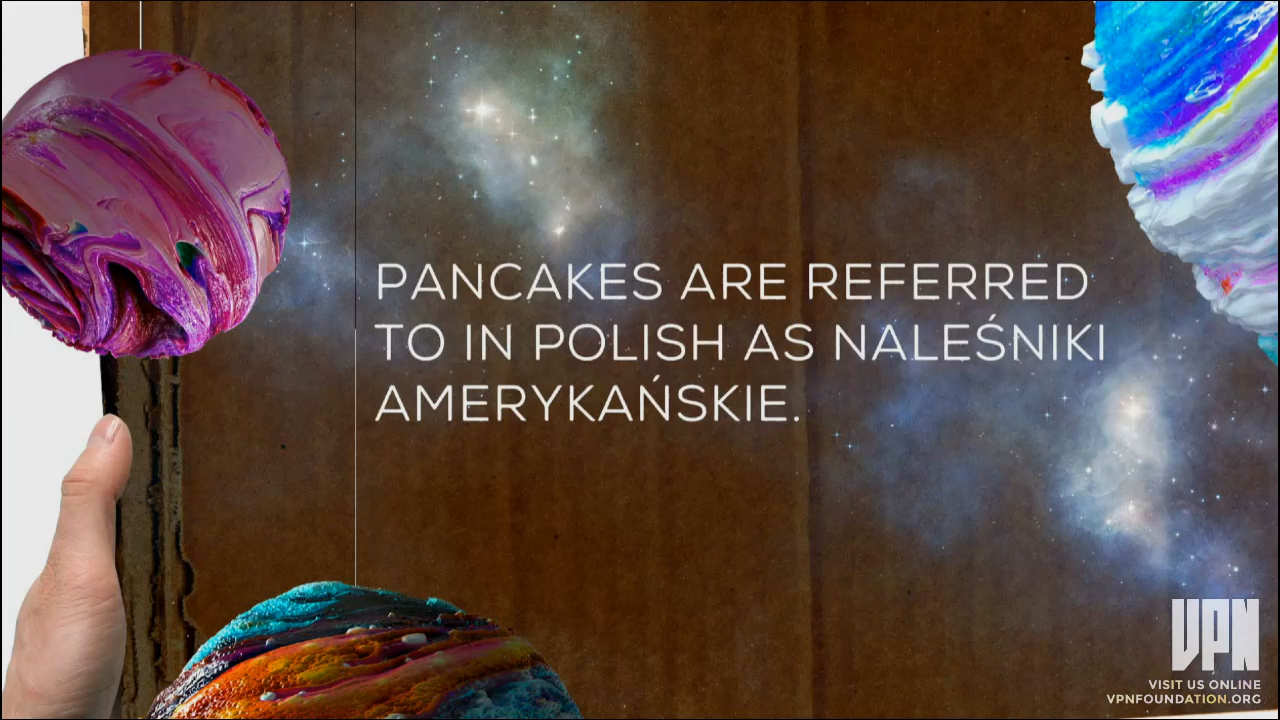 PANCAKES ARE REFERRED
TO IN POLISH AS NALEŚNIKI
AMERYKAŃSKIE.
VPN
VISIT US ONLINE
VPNFOUNDATION.ORG